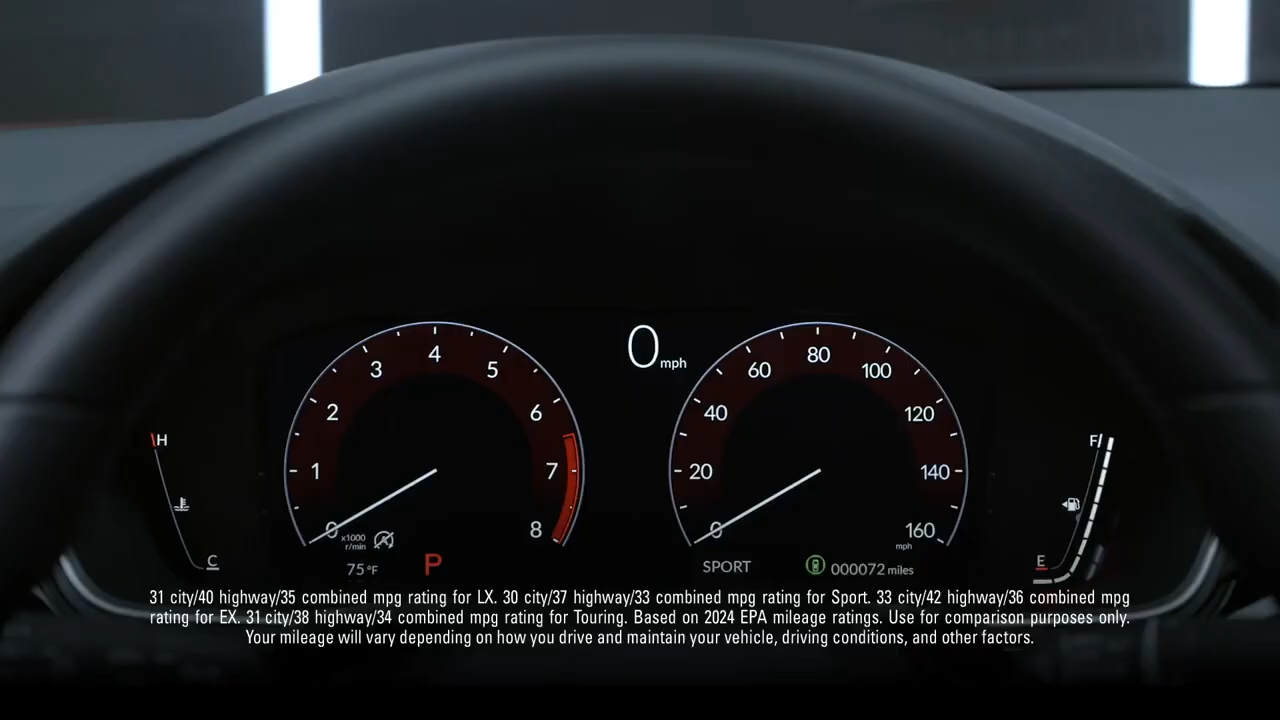 0 mph
4
80
3
5
60
100
2
6
40
120
H
F
1
7
20
140
0
x1000
r/min
8
0
160
mph
C
75 °F
P
SPORT
000072 miles
E
31 city/40 highway/35 combined mpg rating for LX. 30 city/37 highway/33 combined mpg rating for Sport. 33 city/42 highway/36 combined mpg
rating for EX. 31 city/38 highway/34 combined mpg rating for Touring. Based on 2024 EPA mileage ratings. Use for comparison purposes only.
Your mileage will vary depending on how you drive and maintain your vehicle, driving conditions, and other factors.